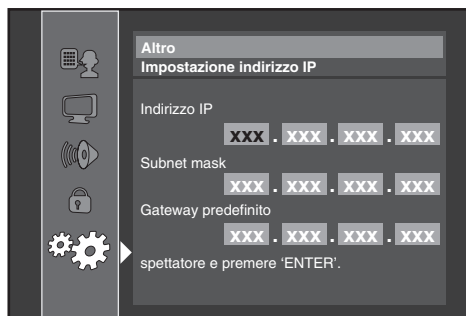 Altro
Impostazione indirizzo IP
Indirizzo IP
xxx . xxx . xxx . xxx
Subnet mask
xxx . xxx . xxx . xxx
Gateway predefinito
xxx . xxx . xxx . xxx
spettatore e premere ‘ENTER’.